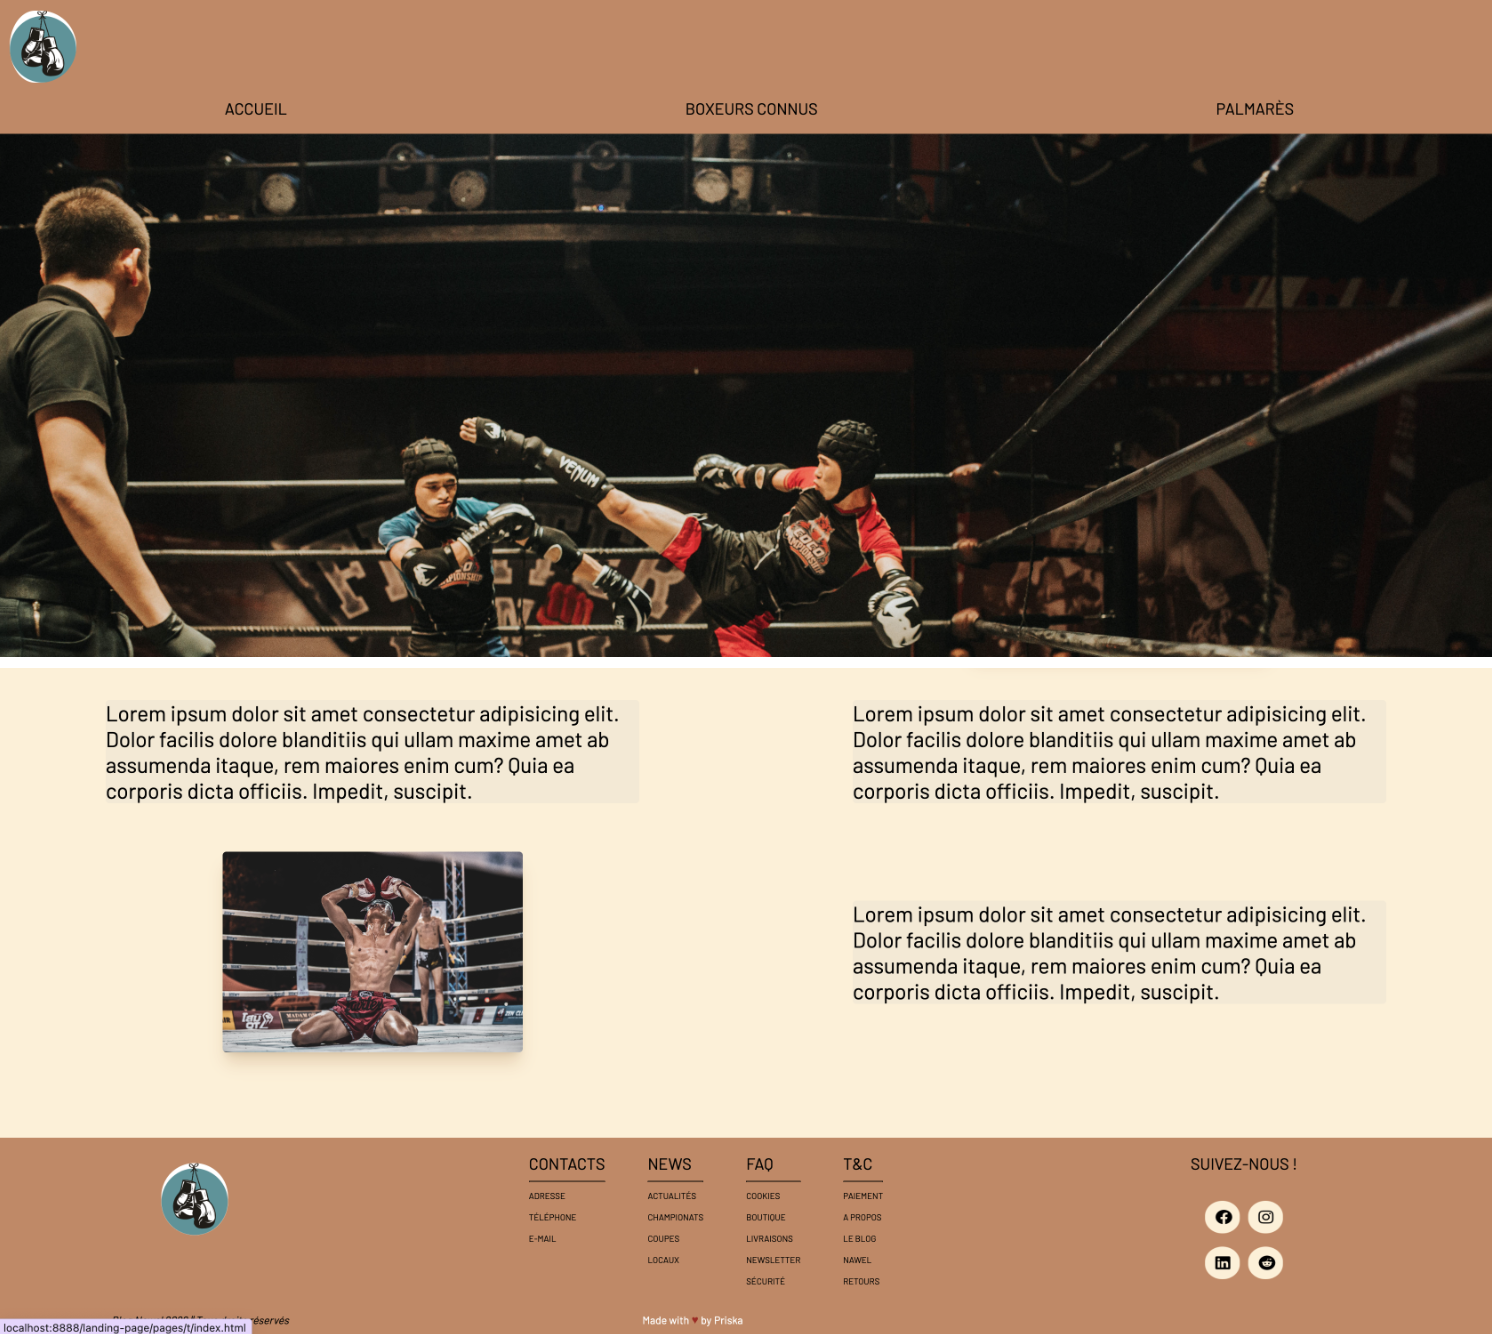 ACCUEIL
BOXEURS CONNUS
PALMARÈS
VENUM
Lorem ipsum dolor sit amet consectetur adipisicing elit.
Dolor facilis dolore blanditiis qui ullam maxime amet ab
assumenda itaque, rem maiores enim cum? Quia ea
corporis dicta officiis. Impedit, suscipit.
Lorem ipsum dolor sit amet consectetur adipisicing elit.
Dolor facilis dolore blanditiis qui ullam maxime amet ab
assumenda itaque, rem maiores enim cum? Quia ea
corporis dicta officiis. Impedit, suscipit.
Lorem ipsum dolor sit amet consectetur adipisicing elit.
Dolor facilis dolore blanditiis qui ullam maxime amet ab
assumenda itaque, rem maiores enim cum? Quia ea
corporis dicta officiis. Impedit, suscipit.
CONTACTS
ADRESSE
TÉLÉPHONE
E-MAIL
NEWS
ACTUALITÉS
CHAMPIONATS
COUPES
LOCAUX
FAQ
COOKIES
BOUTIQUE
LIVRAISONS
NEWSLETTER
SÉCURITÉ
T&C
PAIEMENT
A PROPOS
LE BLOG
NAWEL
RETOURS
SUIVEZ-NOUS !
Made with ♥ by Priska
localhost:8888/landing-page/pages/t/index.html